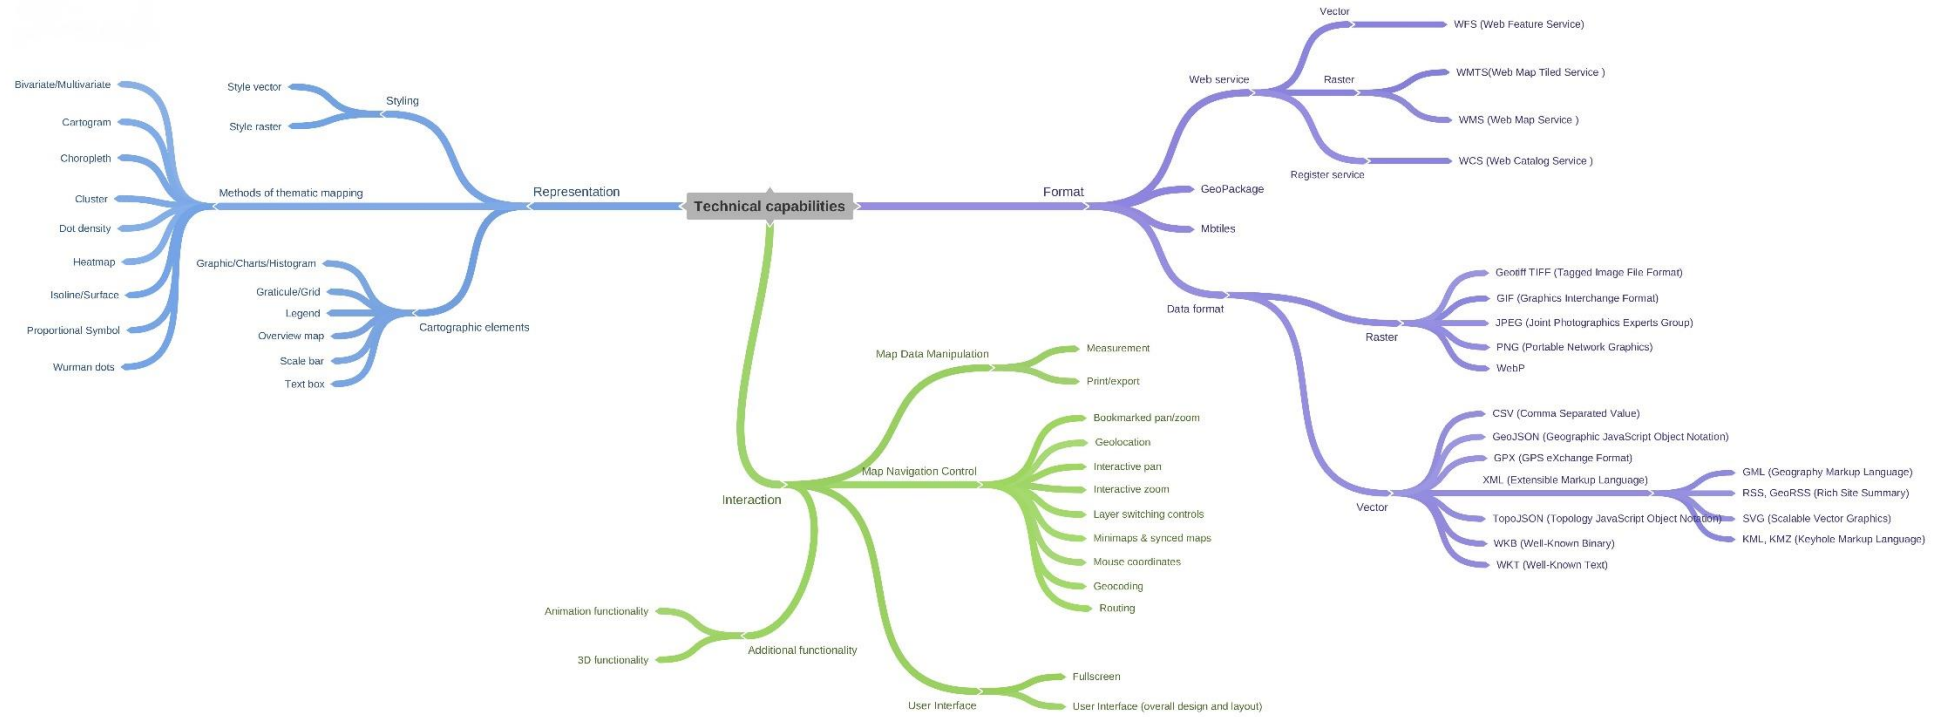 Technical capabilities
Representation
Styling
Style vector
Style raster
Methods of thematic mapping
Bivariate/Multivariate
Cartogram
Choropleth
Cluster
Dot density
Heatmap
Isoline/Surface
Proportional Symbol
Wurman dots
Cartographic elements
Graphic/Charts/Histogram
Graticule/Grid
Legend
Overview map
Scale bar
Text box
Format
Web service
Vector
WFS (Web Feature Service)
Raster
WMTS(Web Map Tiled Service )
WMS (Web Map Service )
Register service
WCS (Web Catalog Service )
GeoPackage
Mbtiles
Data format
Raster
Geotiff TIFF (Tagged Image File Format)
GIF (Graphics Interchange Format)
JPEG (Joint Photographics Experts Group)
PNG (Portable Network Graphics)
WebP
Vector
CSV (Comma Separated Value)
GeoJSON (Geographic JavaScript Object Notation)
GPX (GPS eXchange Format)
XML (Extensible Markup Language)
GML (Geography Markup Language)
RSS, GeoRSS (Rich Site Summary)
SVG (Scalable Vector Graphics)
KML, KMZ (Keyhole Markup Language)
TopoJSON (Topology JavaScript Object Notation)
WKB (Well-Known Binary)
WKT (Well-Known Text)
Interaction
Map Data Manipulation
Measurement
Print/export
Map Navigation Control
Bookmarked pan/zoom
Geolocation
Interactive pan
Interactive zoom
Layer switching controls
Minimaps & synced maps
Mouse coordinates
Geocoding
Routing
Additional functionality
Animation functionality
3D functionality
User Interface
Fullscreen
User Interface (overall design and layout)